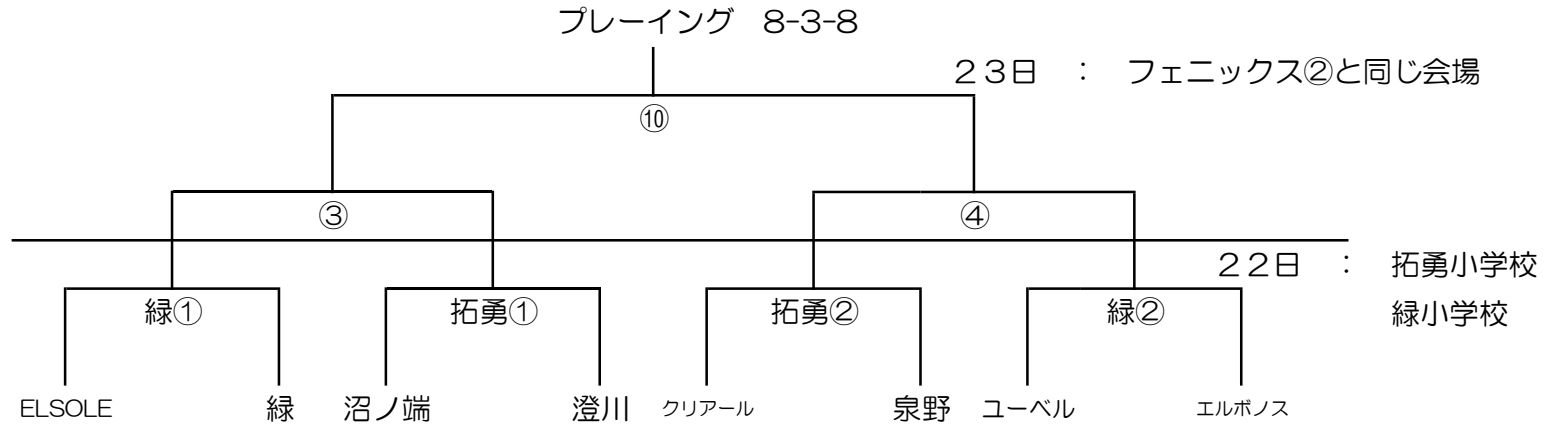 プレーイング 8-3-8
２３日 ： フェニックス②と同じ会場
⑩
③ ④
２２日 ： 拓勇小学校
緑① 拓勇① 拓勇② 緑② 緑小学校
ELSOLE 緑 沼ノ端 澄川 クリアール 泉野 ユーベル エルボノス